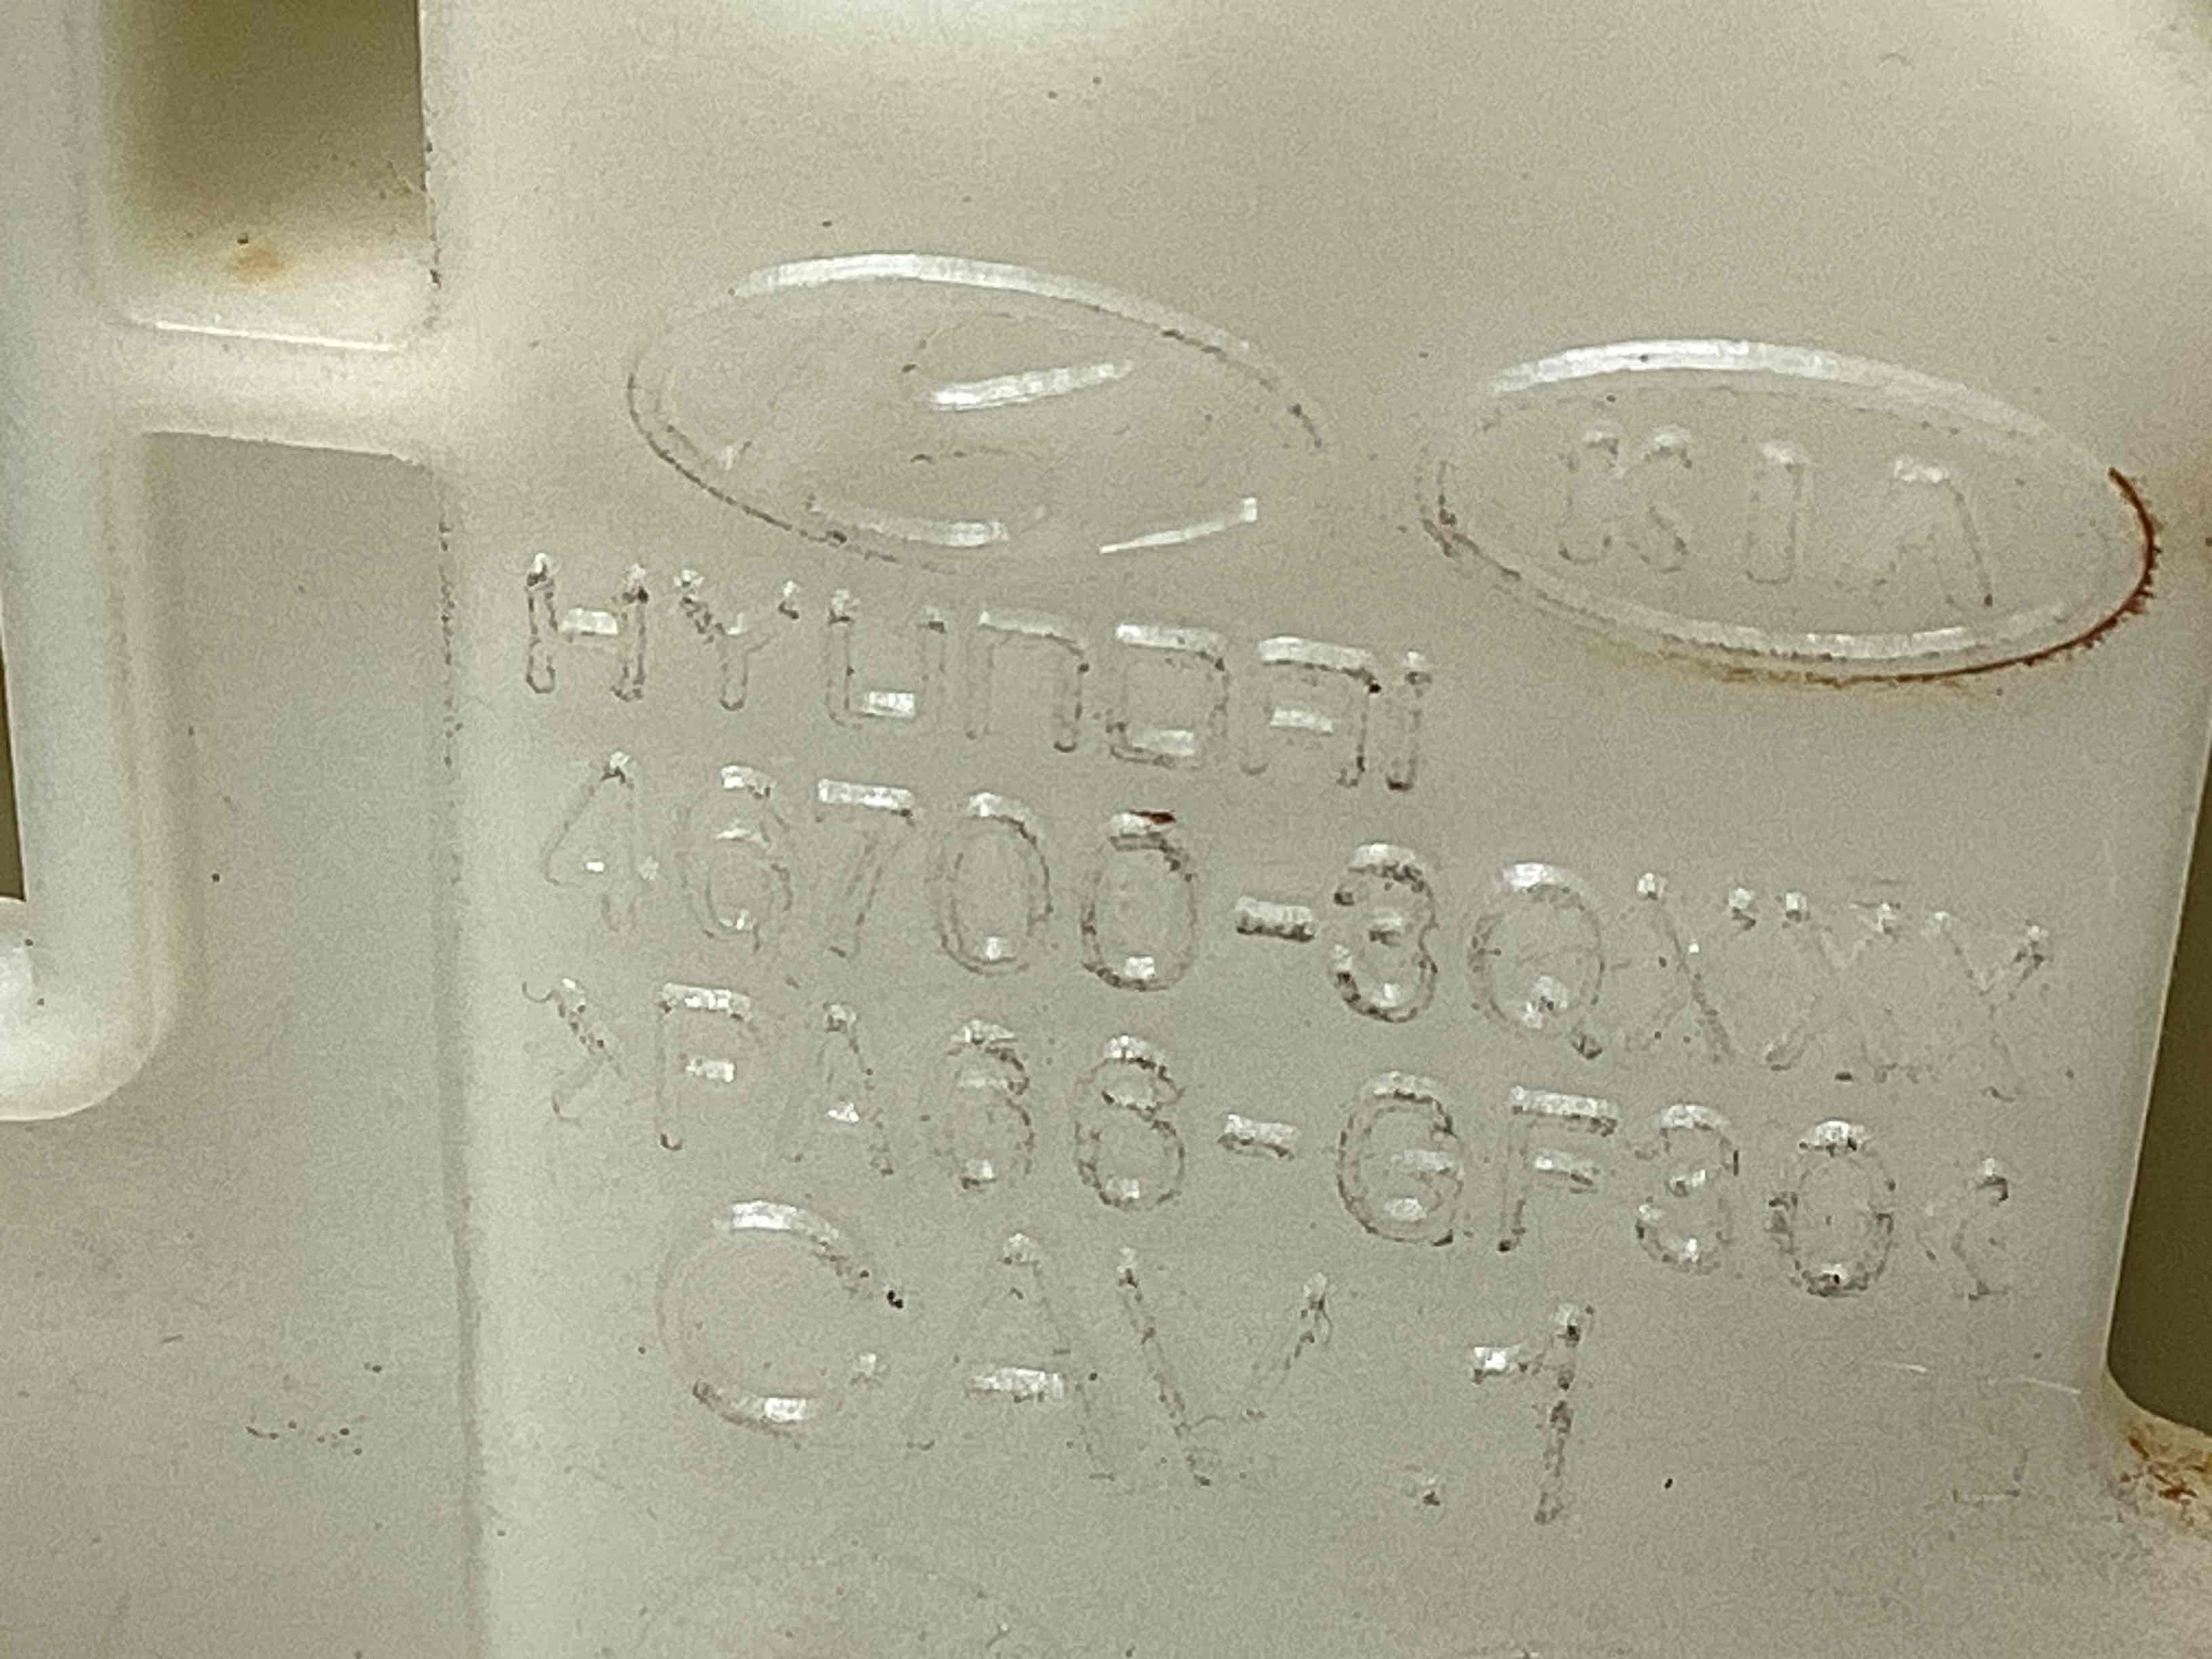 KIA
HYUNDAI
46700-3QXXX
>PA66-GF30<
CAV.1